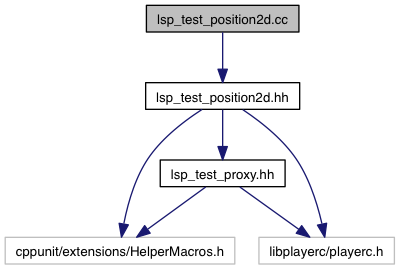 lsp_test_position2d.cc
lsp_test_position2d.hh
lsp_test_proxy.hh
cppunit/extensions/HelperMacros.h
libplayerc/playerc.h